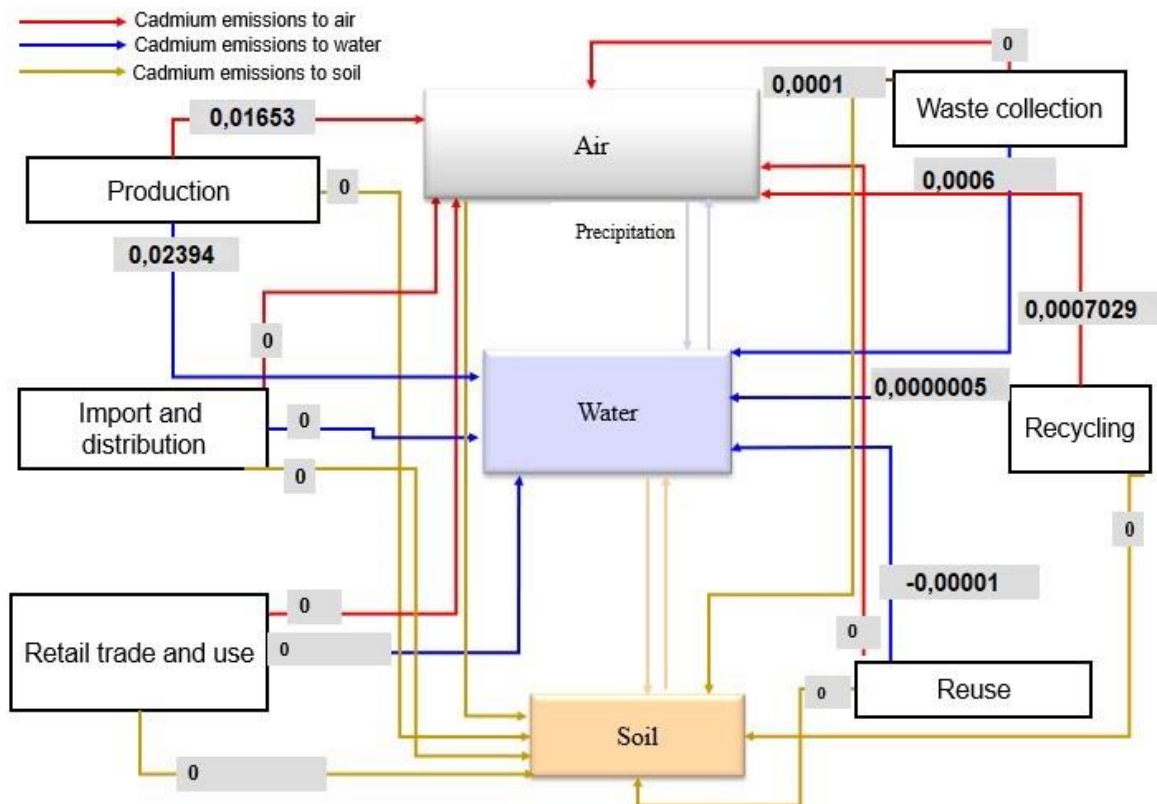 Cadmium emissions to air
Cadmium emissions to water
Cadmium emissions to soil
0
0,0001
Waste collection
0,01653
Air
Production
0
0,0006
Precipitation
0,02394
0,0007029
0
Water
0,0000005
Import and
distribution
0
Recycling
0
0
-0,00001
0
0
Retail trade and use
0
0
Reuse
Soil
0